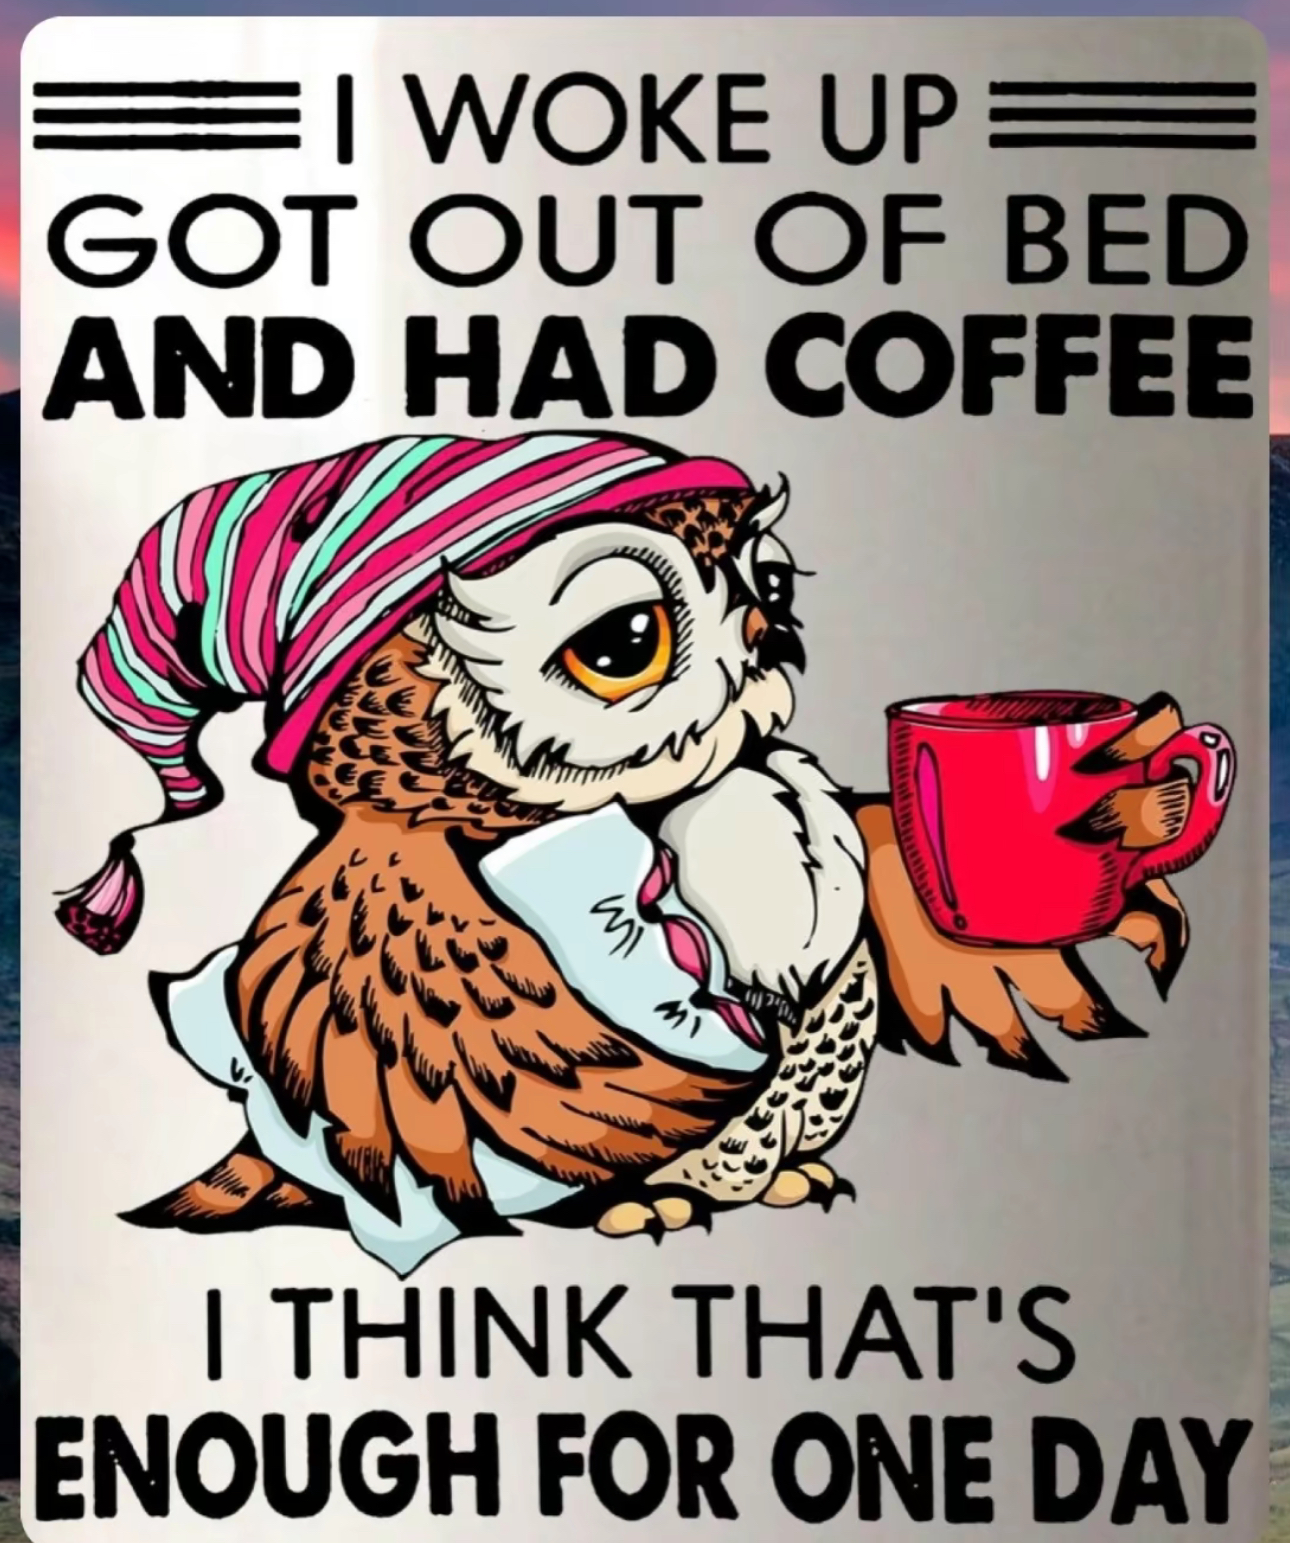 I WOKE UP
GOT OUT OF BED
AND HAD COFFEE
I THINK THAT'S
ENOUGH FOR ONE DAY